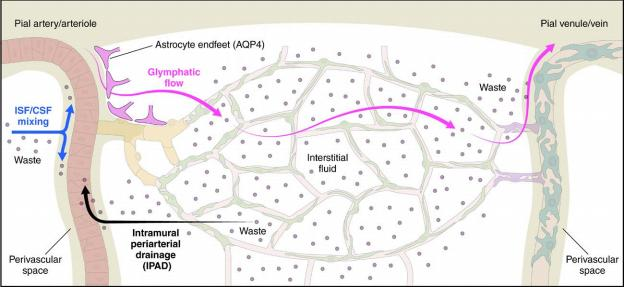 Pial artery/arteriole
Pial venule/vein
Astrocyte endfeet (AQP4)
Glymphatic
flow
Waste
ISF/CSF
mixing
Waste
Interstitial
fluid
Waste
Intramural
periarterial
drainage
(IPAD)
Perivascular
space
Perivascular
space